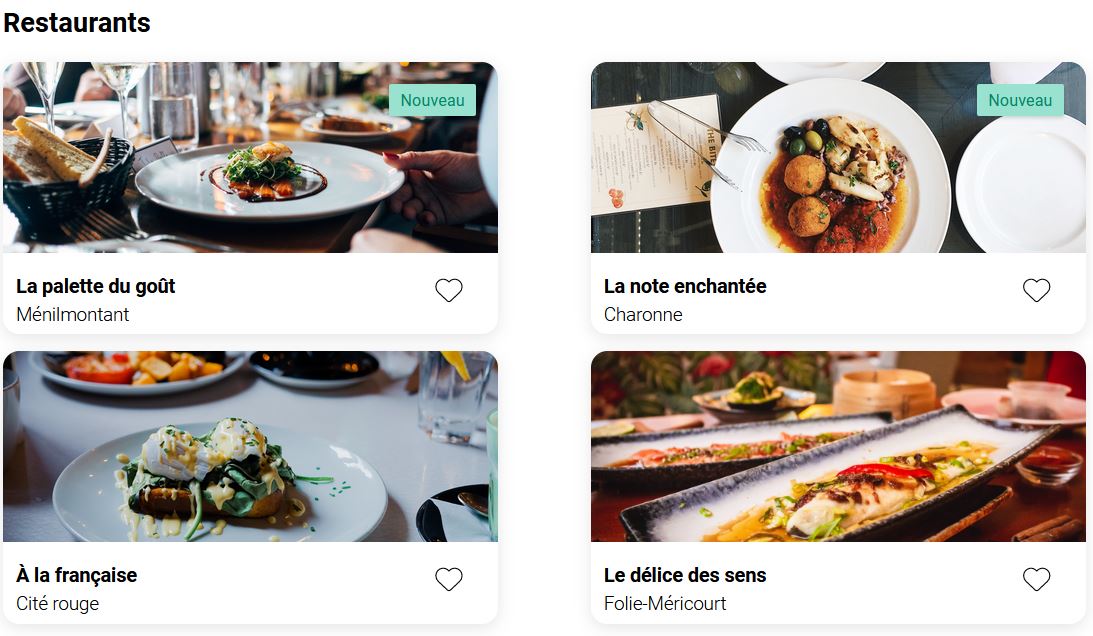 Restaurants
Nouveau
La palette du goût
Ménilmontant
Nouveau
La note enchantée
Charonne
À la française
Cité rouge
Le délice des sens
Folie-Méricourt